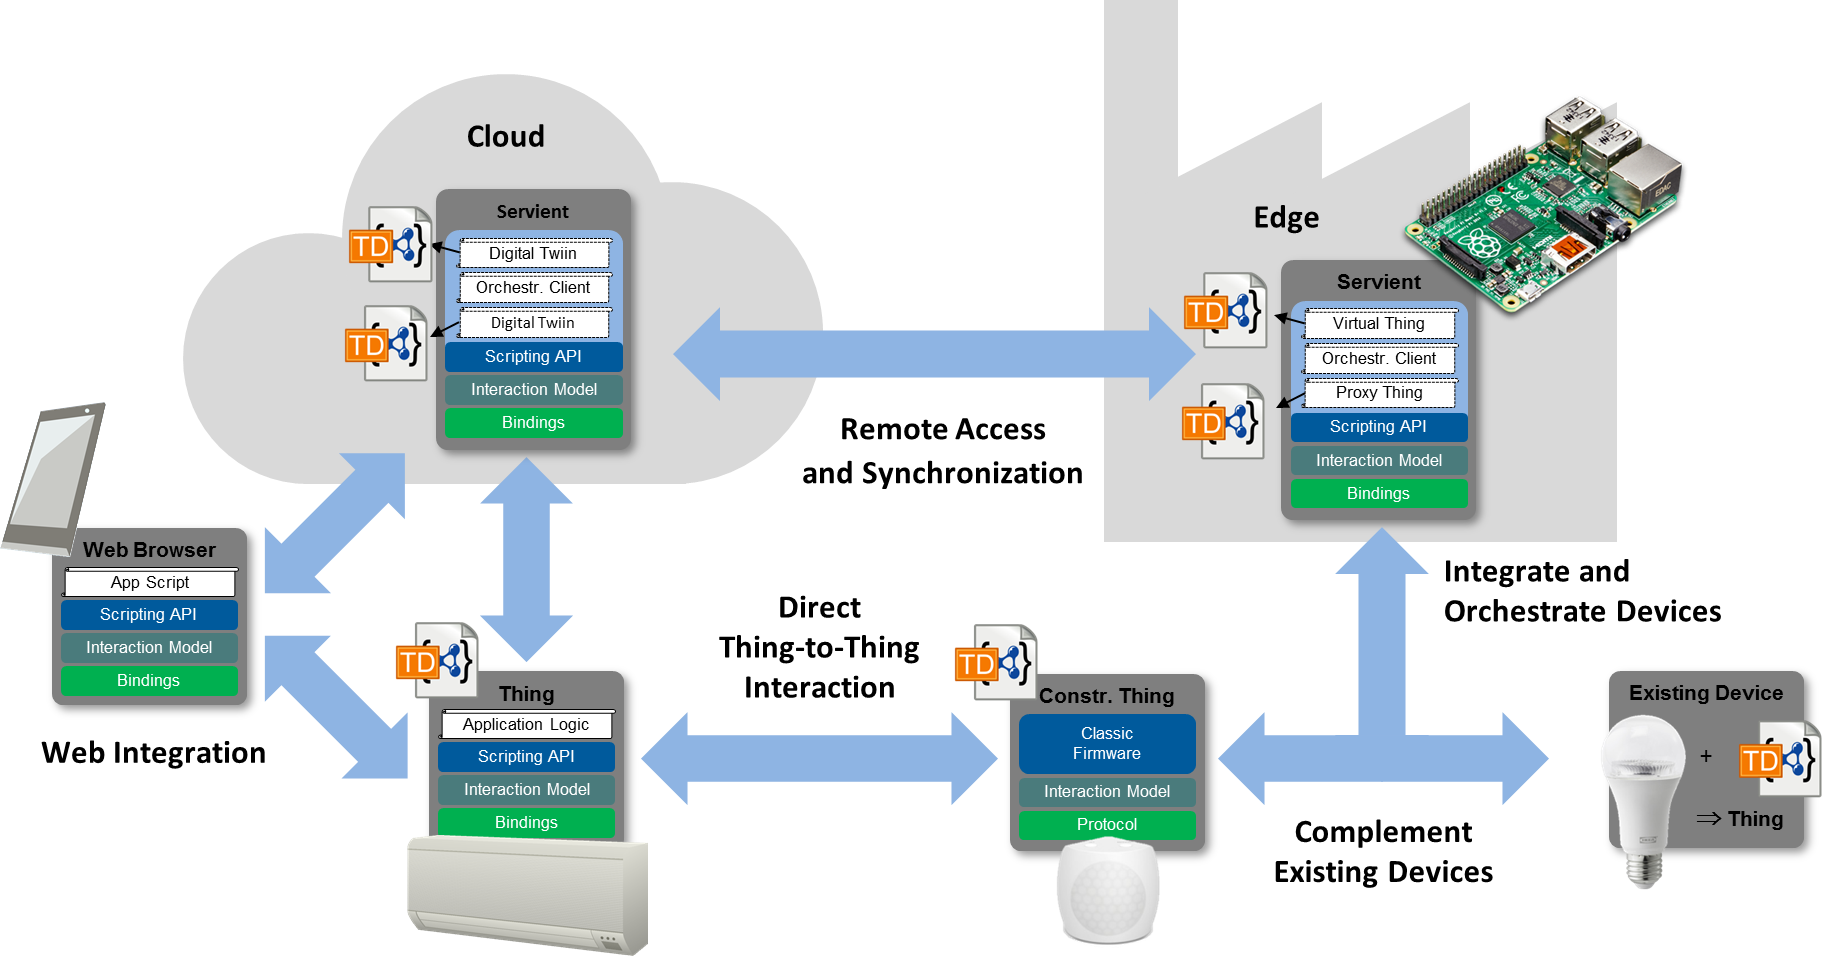 Cloud
Servient
TD { }
Digital Twiin
Orchestr. Client
TD { }
Digital Twiin
Scripting API
Interaction Model
Bindings
Edge
EDAC
Servient
TD { }
Virtual Thing
Orchestr. Client
TD { }
Proxy Thing
Scripting API
Interaction Model
Bindings
Remote Access
and Synchronization
Web Browser
App Script
Scripting API
Interaction Model
Bindings
Web Integration
TD { }
Thing
Application Logic
Scripting API
Interaction Model
Bindings
Direct
Thing-to-Thing
Interaction
TD { }
Constr. Thing
Classic
Firmware
Interaction Model
Protocol
Integrate and
Orchestrate Devices
Complement
Existing Devices
Existing Device
+ TD { }
⇒ Thing